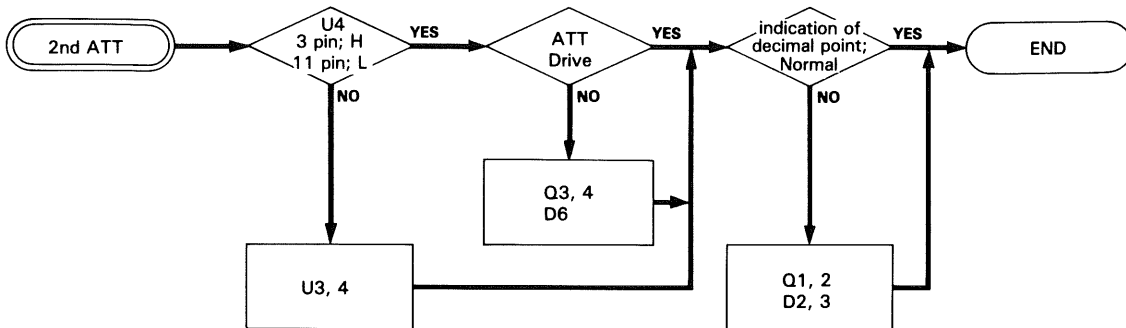 2nd ATT
U4
3 pin; H
11 pin; L
YES
NO
ATT
Drive
YES
NO
indication of
decimal point;
Normal
YES
NO
END
Q3, 4
D6
U3, 4
Q1, 2
D2, 3